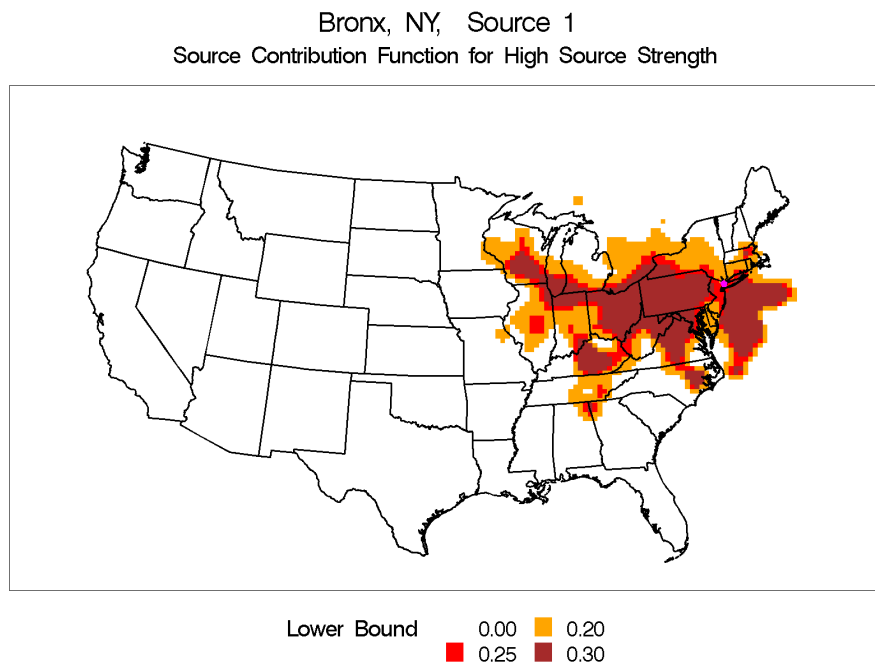 Bronx, NY, Source 1
Source Contribution Function for High Source Strength
Lower Bound 0.00 0.20
0.25 0.30